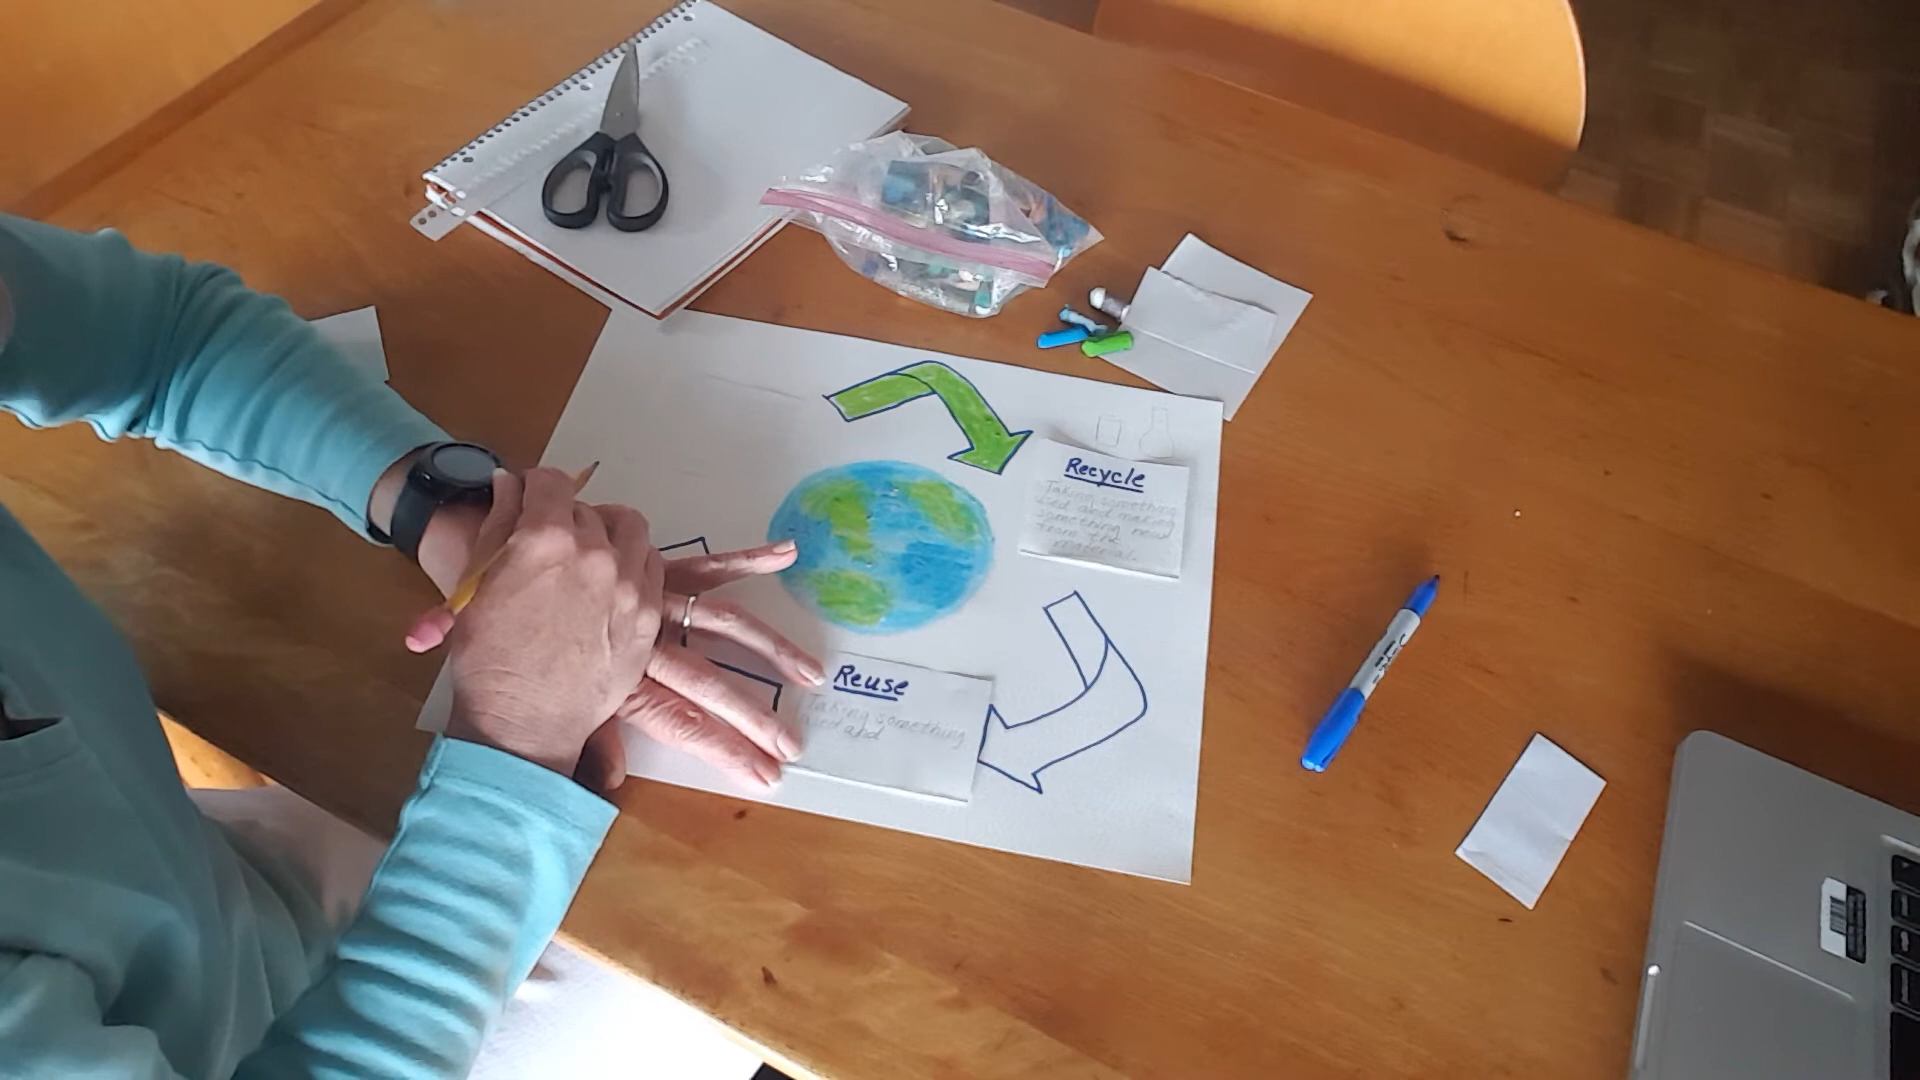 Recycle
Taking something
used and making
something new
from the
material.
Reuse
Taking something
used and